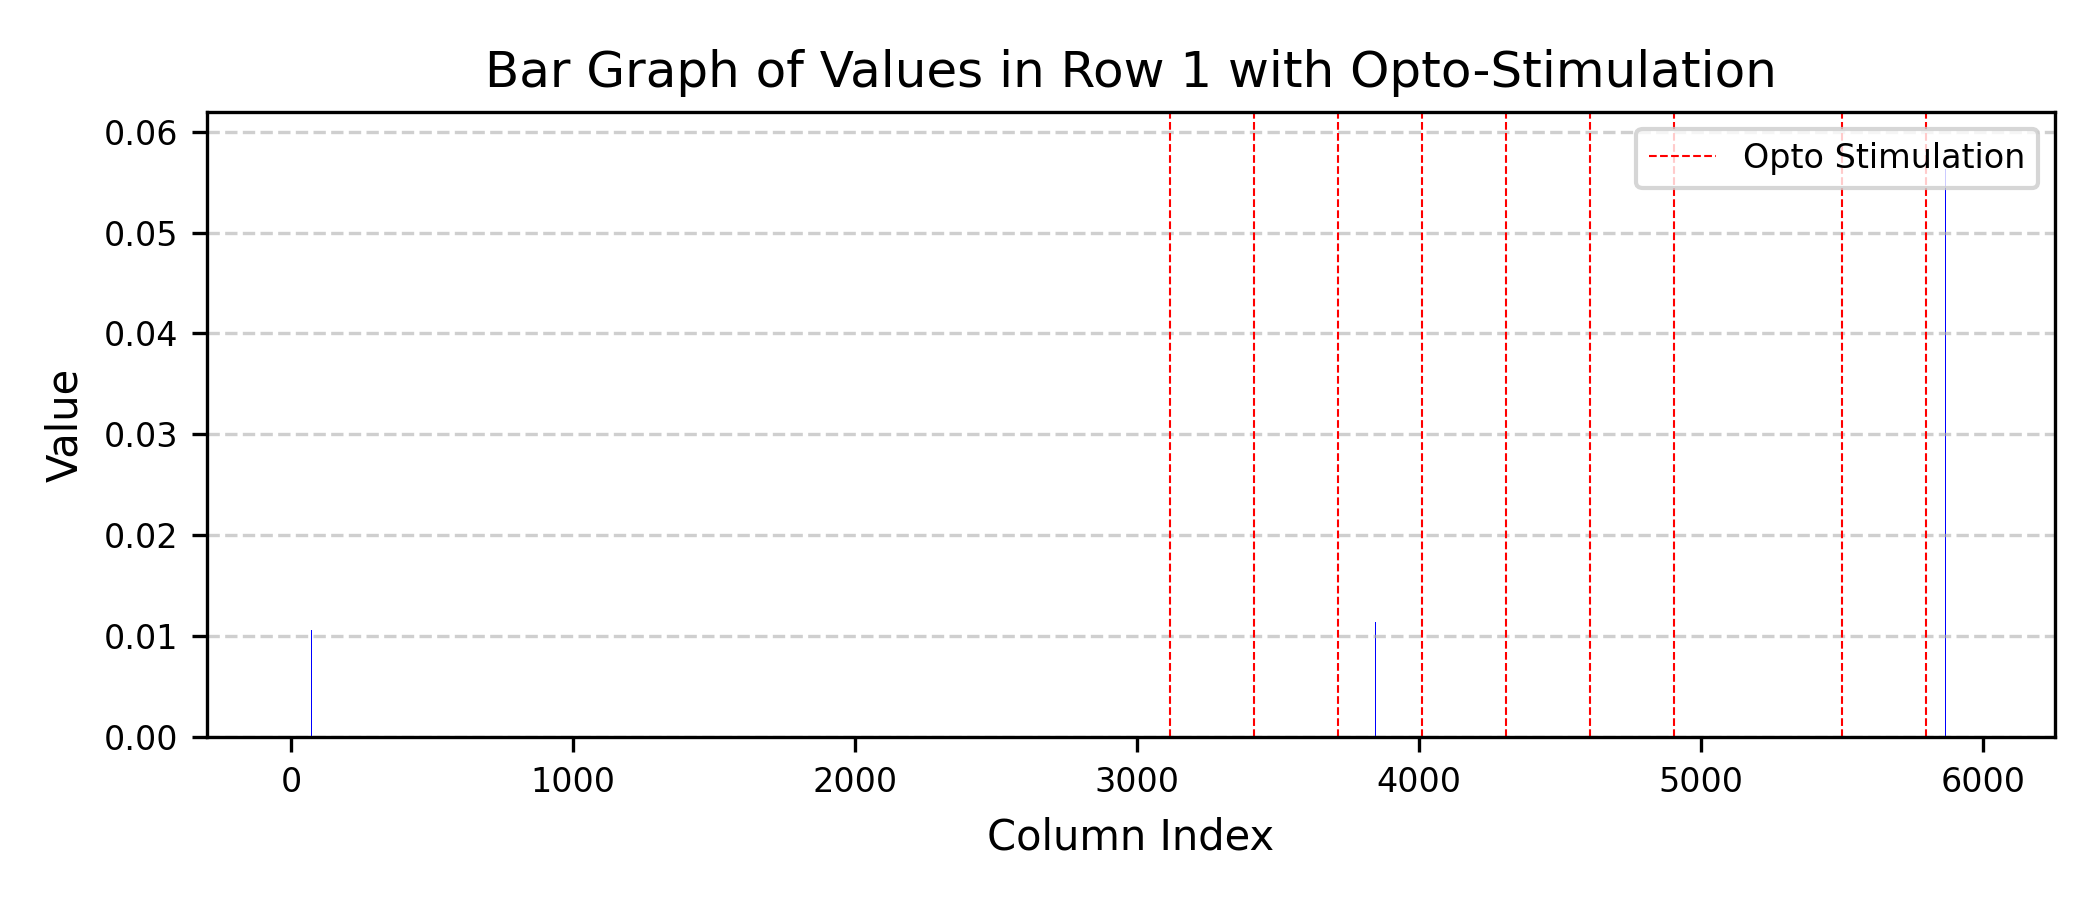 Bar Graph of Values in Row 1 with Opto-Stimulation
0.06
0.05
0.04
0.03
0.02
0.01
0.00
Value
Opto Stimulation
0 1000 2000 3000 4000 5000 6000
Column Index